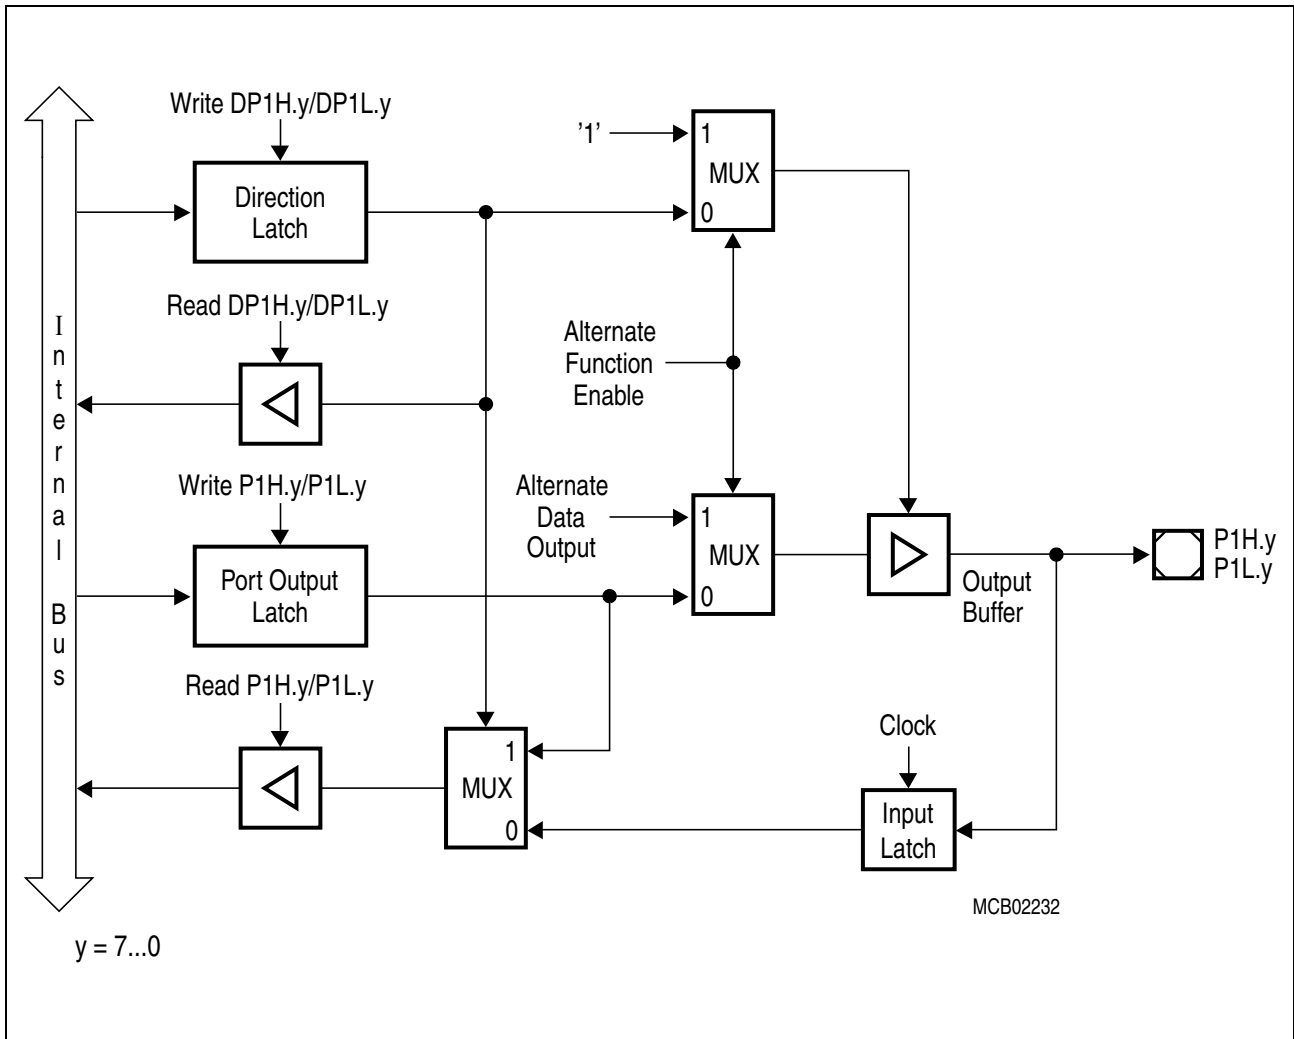 Write DP1H.y/DP1L.y
'1'
1
MUX
0
Direction
Latch
Read DP1H.y/DP1L.y
Alternate
Function
Enable
Internal Bus
Write P1H.y/P1L.y
Alternate
Data
Output
1
MUX
0
Port Output
Latch
Output
Buffer
P1H.y
P1L.y
Read P1H.y/P1L.y
1
MUX
0
Clock
Input
Latch
MCB02232
y = 7...0